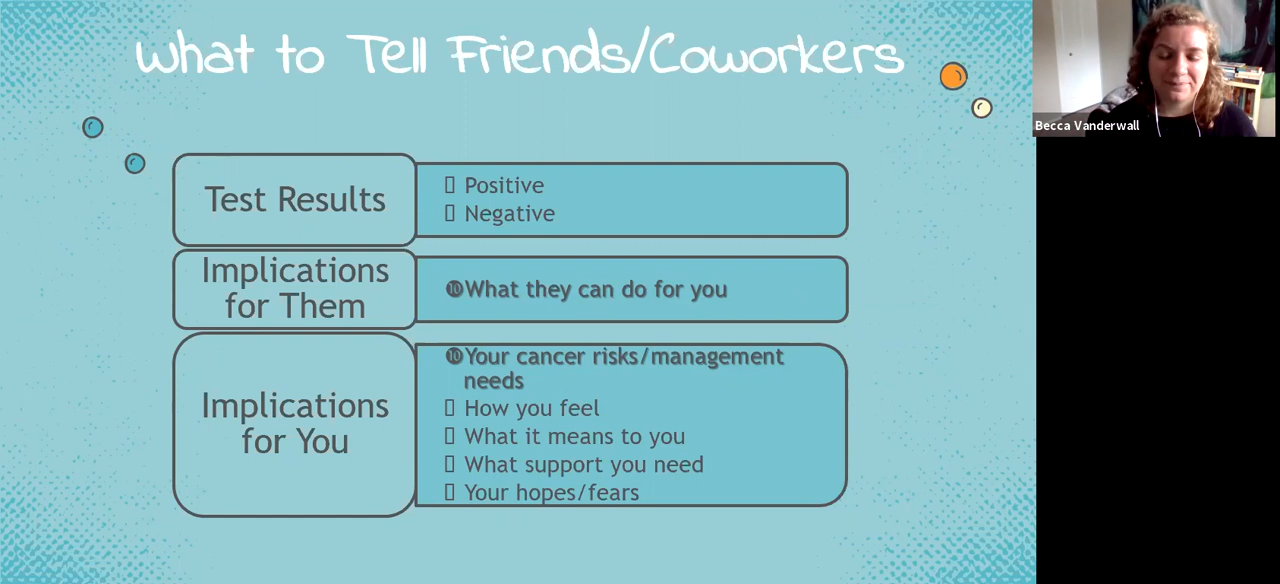 What to Tell Friends/Coworkers
Becca Vanderwall
Test Results
▯ Positive
▯ Negative
Implications
for Them
❿What they can do for you
Implications
for You
❿Your cancer risks/management
needs
▯ How you feel
▯ What it means to you
▯ What support you need
▯ Your hopes/fears